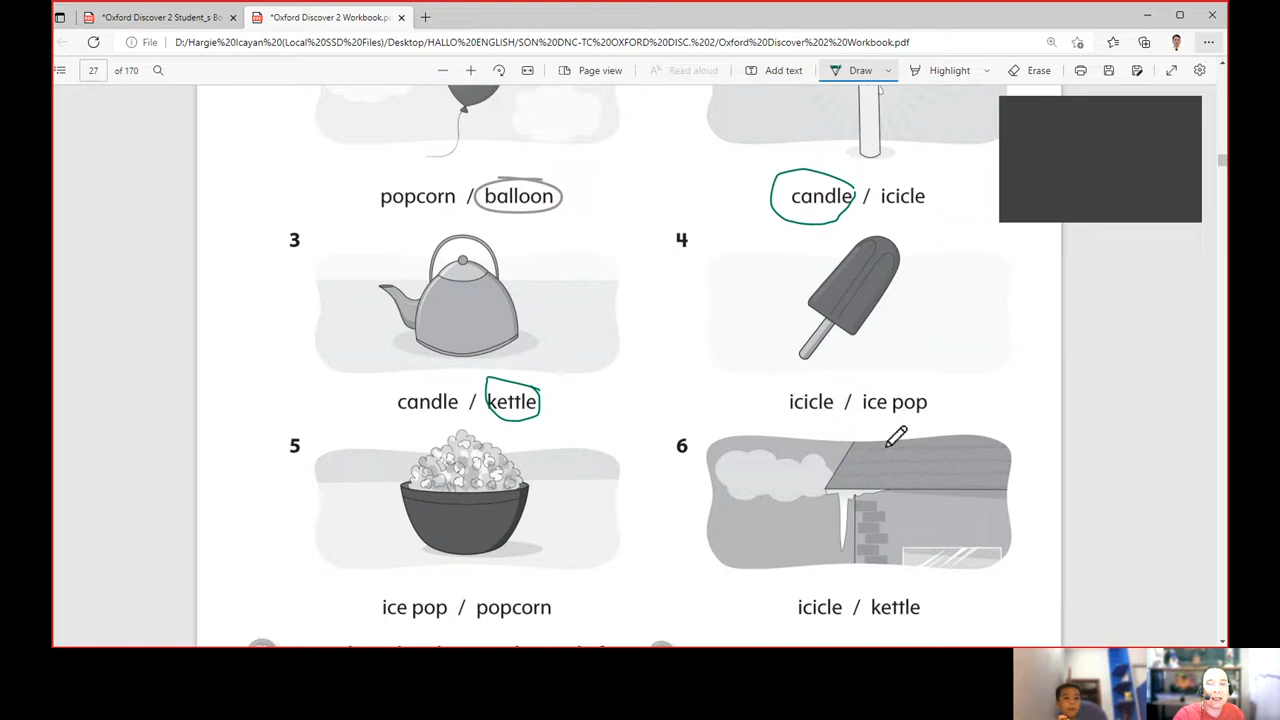 *Oxford Discover 2 Student_s Bo
*Oxford Discover 2 Workbook.pdf
File
D:/Hargie%20Icayan%20(Local%20SSD%20Files)/Desktop/HALLO%20ENGLISH/SON%20DNC-TC%20OXFORD%20DISC.%202/Oxford%20Discover%202%20Workbook.pdf
27 of 170
Page view
Read aloud
Add text
Draw
Highlight
Erase
popcorn / balloon
candle / icicle
3
4
candle / kettle
icicle / ice pop
5
6
ice pop / popcorn
icicle / kettle